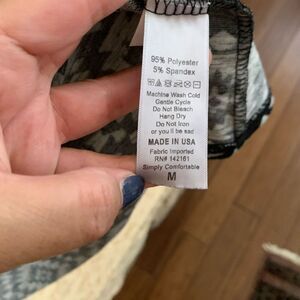 95% Polyester
5% Spandex
Machine Wash Cold
Gentle Cycle
Do Not Bleach
Hang Dry
Do Not Iron
or you'll be sad
MADE IN USA
Fabric Imported
RN# 142161
Simply Comfortable
M